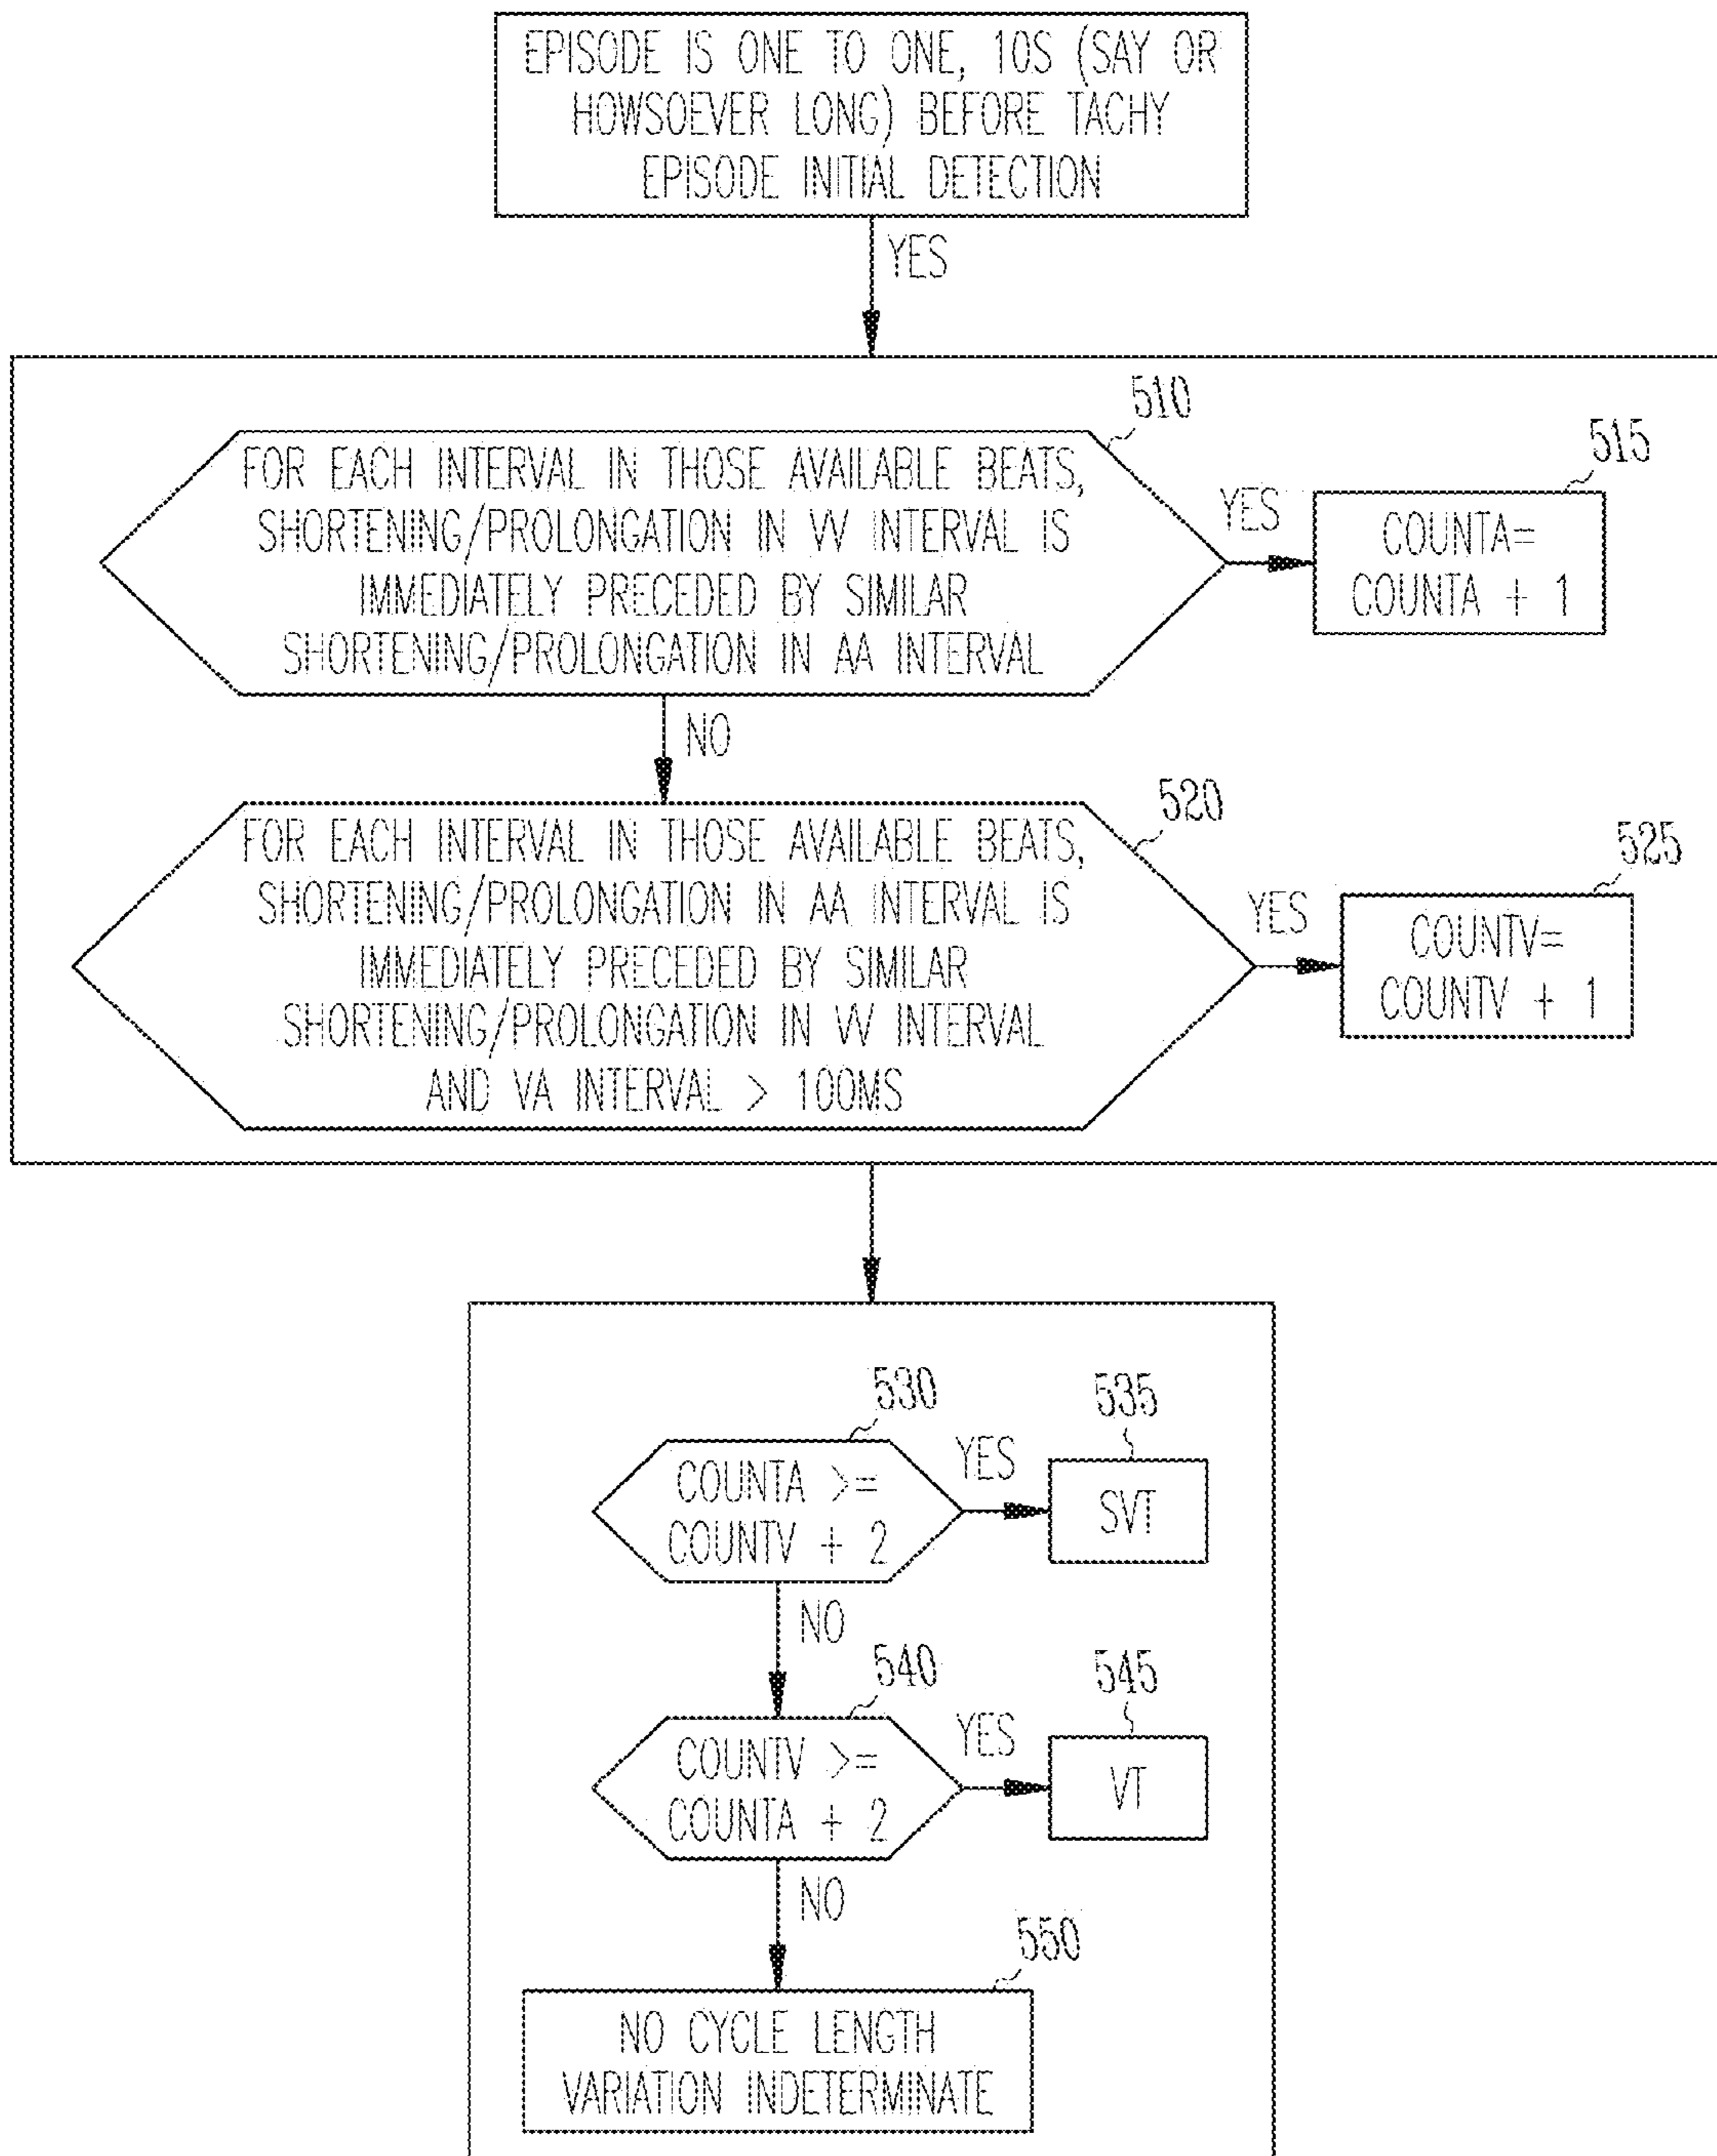 EPISODE IS ONE TO ONE, 10S (SAY OR
HOWSOEVER LONG) BEFORE TACHY
EPISODE INITIAL DETECTION
YES
510
FOR EACH INTERVAL IN THOSE AVAILABLE BEATS,
SHORTENING/PROLONGATION IN VV INTERVAL IS
IMMEDIATELY PRECEDED BY SIMILAR
SHORTENING/PROLONGATION IN AA INTERVAL
YES
515
COUNTA=
COUNTA + 1
NO
520
FOR EACH INTERVAL IN THOSE AVAILABLE BEATS,
SHORTENING/PROLONGATION IN AA INTERVAL IS
IMMEDIATELY PRECEDED BY SIMILAR
SHORTENING/PROLONGATION IN VV INTERVAL
AND VA INTERVAL > 100MS
YES
525
COUNTV=
COUNTV + 1
530
COUNTA >=
COUNTV + 2
YES
535
SVT
NO
540
COUNTV >=
COUNTA + 2
YES
545
VT
NO
550
NO CYCLE LENGTH
VARIATION INDETERMINATE